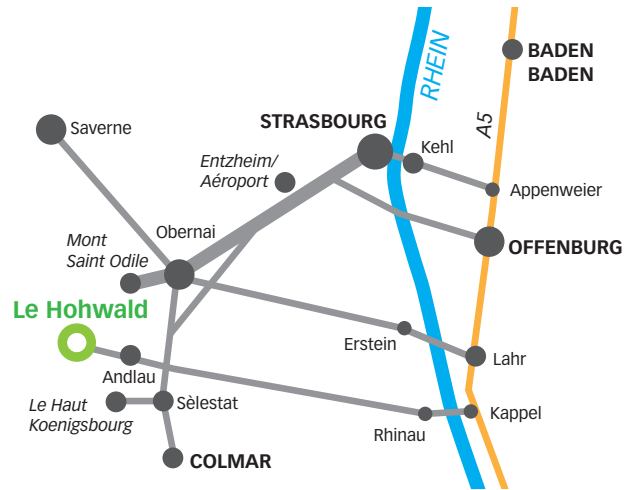 BADEN
BADEN
RHEIN
STRASBOURG
A5
Saverne
Kehl
Entzheim/
Aéroport
Appenweier
Obernai
Mont
Saint Odile
OFFENBURG
Le Hohwald
Erstein
Lahr
Andlau
Le Haut
Koenigsbourg
Sèlestat
Kappel
Rhinau
COLMAR